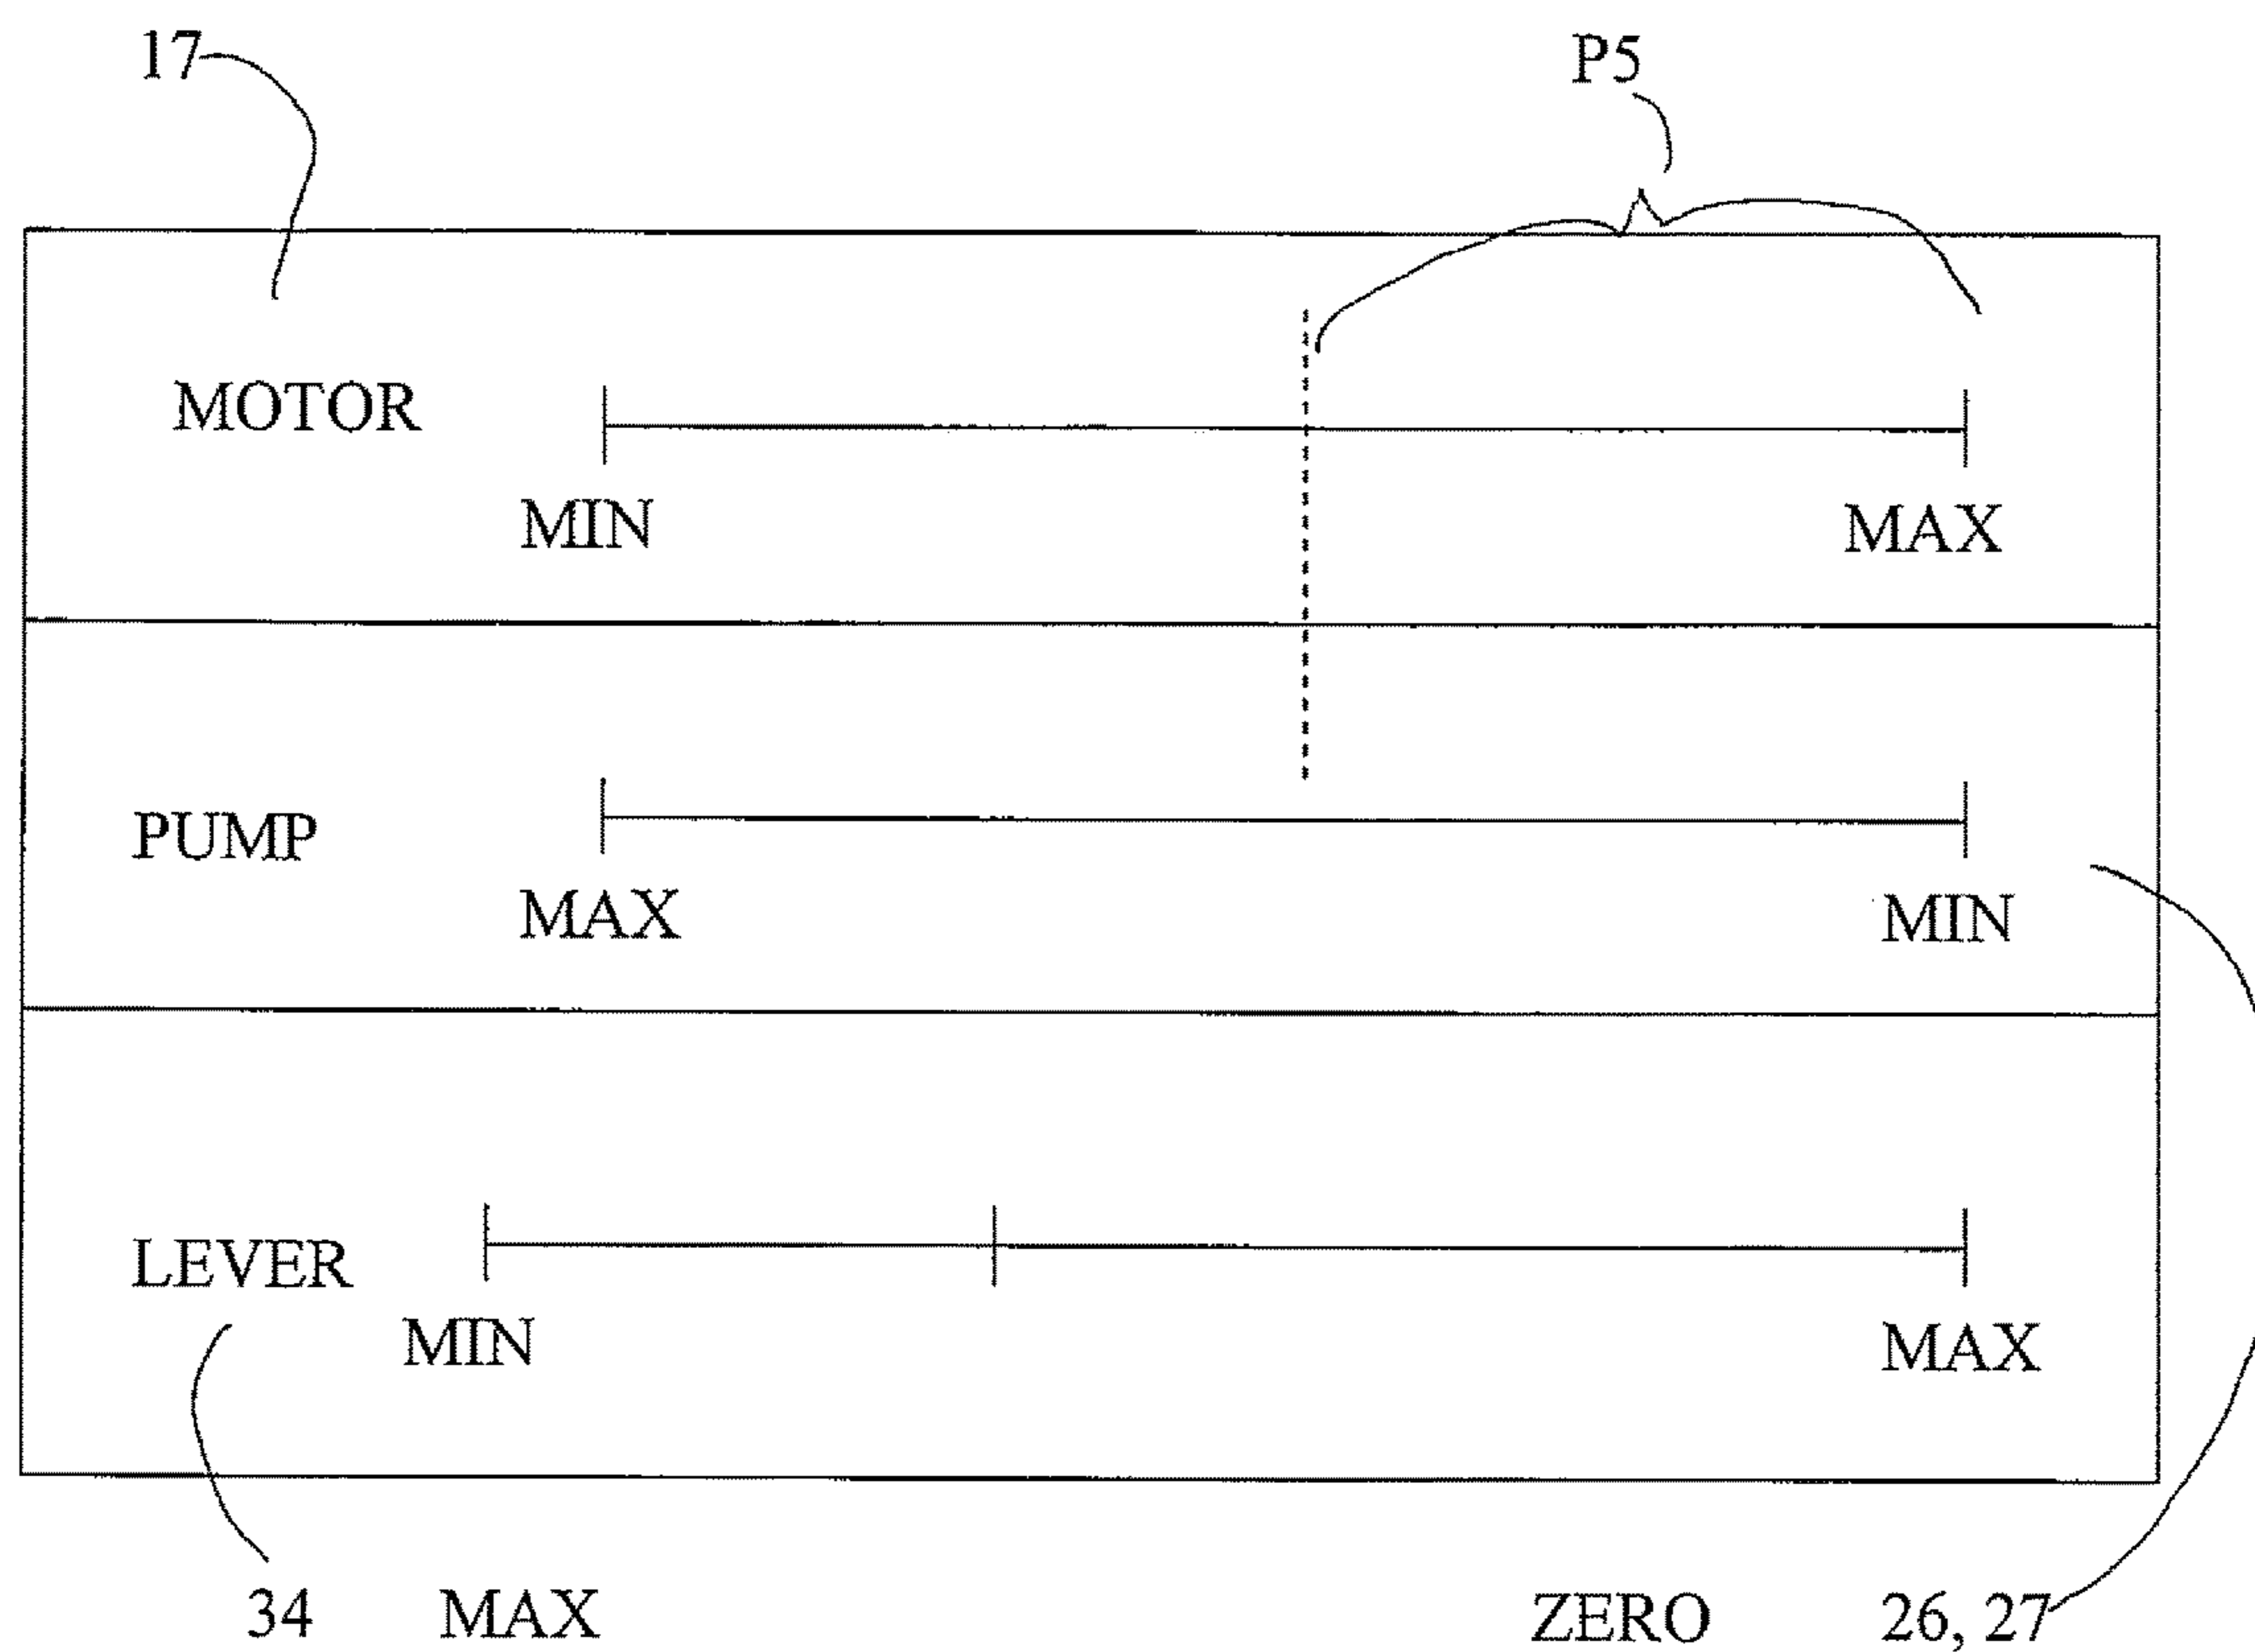 17
P5
MOTOR
MIN
MAX
PUMP
MAX
MIN
LEVER
MIN
MAX
34
MAX
ZERO
26, 27